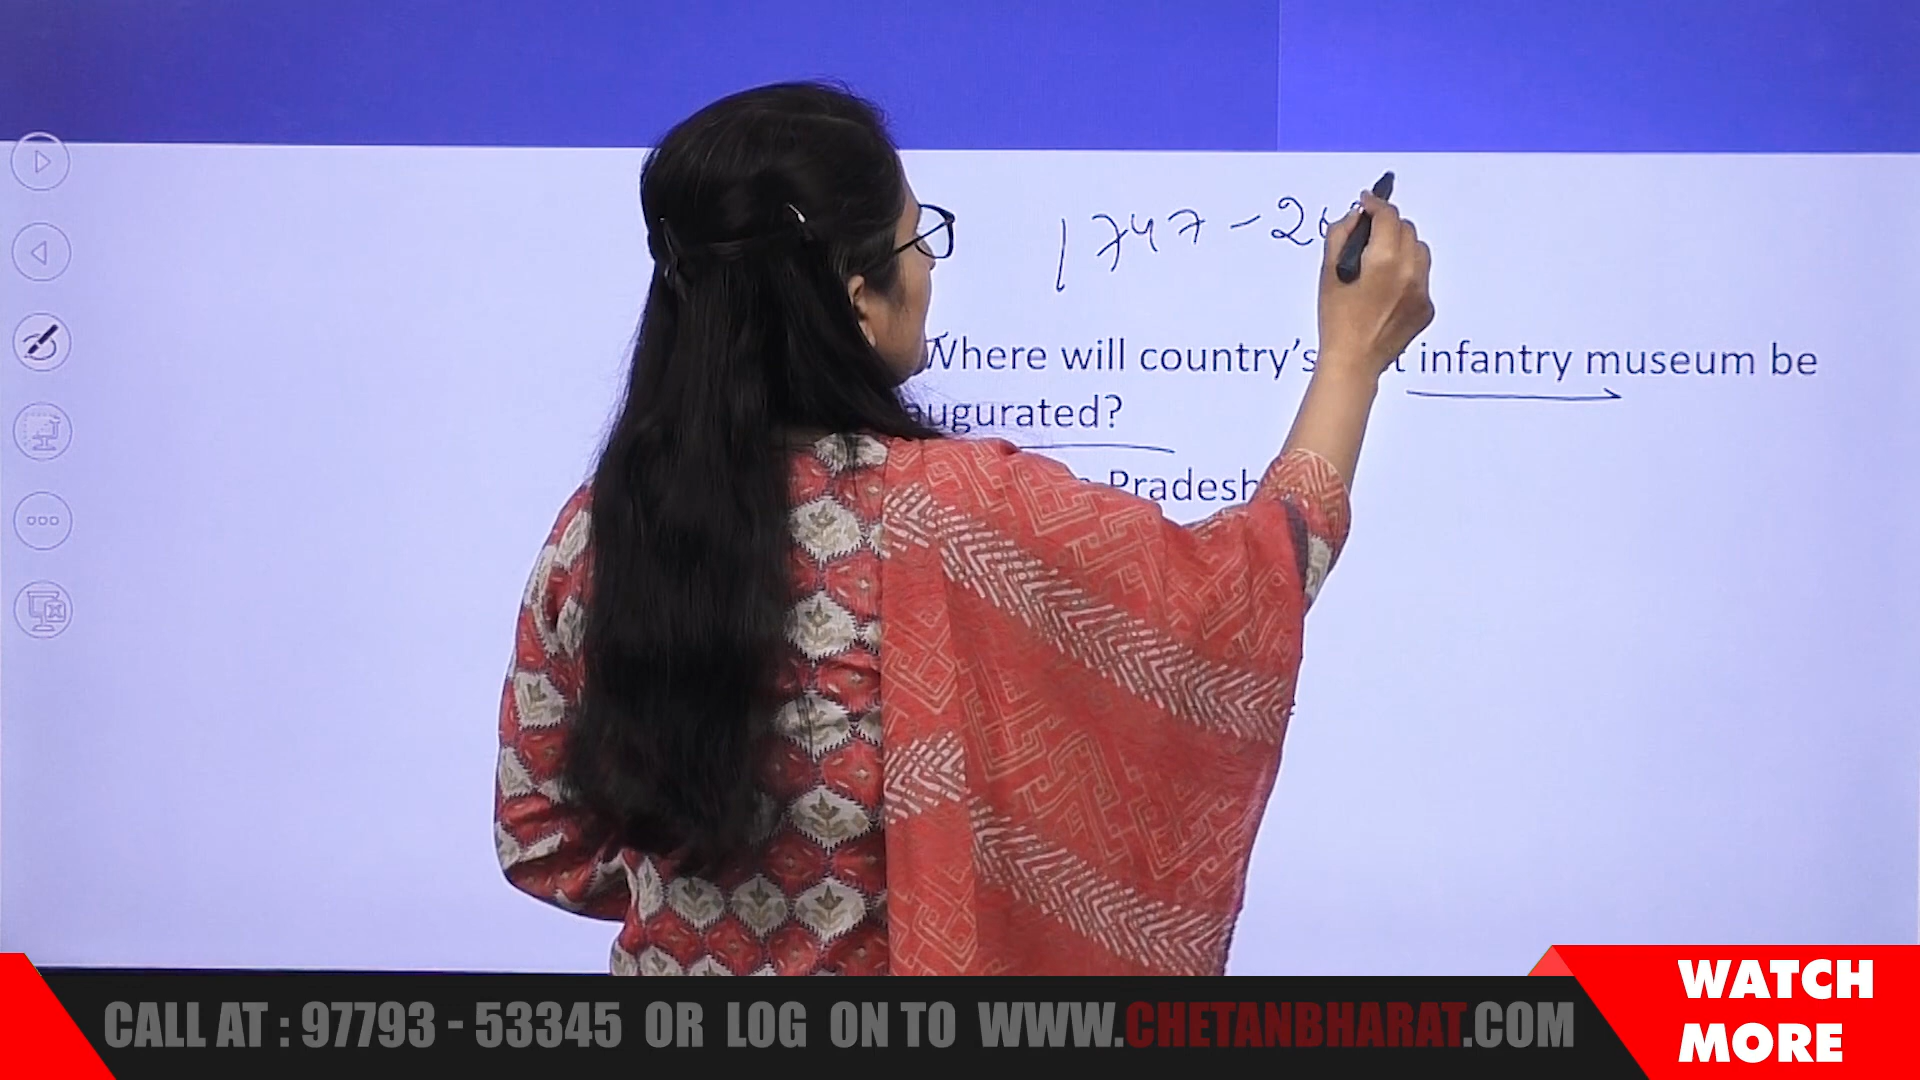 1747-20
Where will country's infantry museum be
augurated?
Pradesh
CALL AT : 97793 - 53345 OR LOG ON TO WWW.CHETANBHARAT.COM
WATCH
MORE